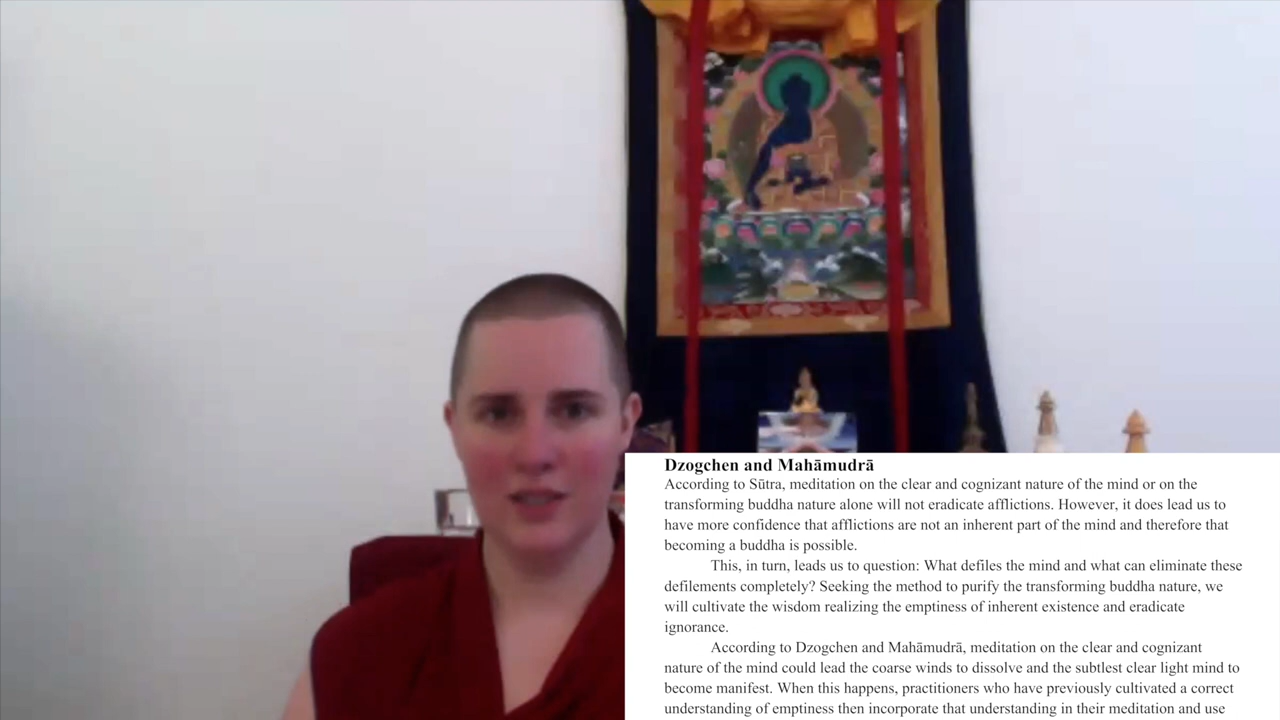 Dzogchen and Mahāmudrā
According to Sūtra, meditation on the clear and cognizant nature of the mind or on the
transforming buddha nature alone will not eradicate afflictions. However, it does lead us to
have more confidence that afflictions are not an inherent part of the mind and therefore that
becoming a buddha is possible.
This, in turn, leads us to question: What defiles the mind and what can eliminate these
defilements completely? Seeking the method to purify the transforming buddha nature, we
will cultivate the wisdom realizing the emptiness of inherent existence and eradicate
ignorance.
According to Dzogchen and Mahāmudrā, meditation on the clear and cognizant
nature of the mind could lead the coarse winds to dissolve and the subtlest clear light mind to
become manifest. When this happens, practitioners who have previously cultivated a correct
understanding of emptiness then incorporate that understanding in their meditation and use